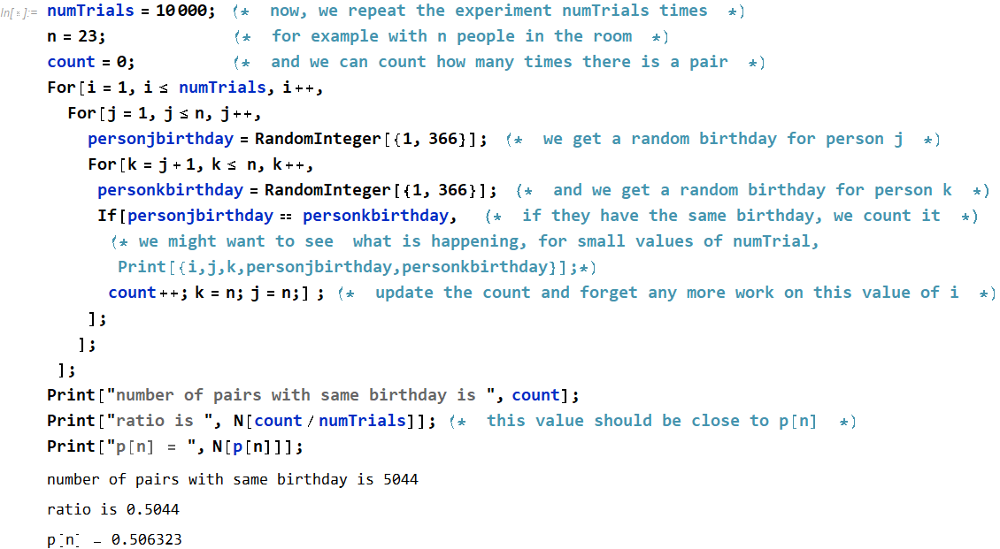 In[*]:= numTrials = 10000; (*  now, we repeat the experiment numTrials times  *)
n = 23; (*  for example with n people in the room  *)
count = 0; (*  and we can count how many times there is a pair  *)
For[i = 1, i ≤ numTrials, i++,
For[j = 1, j ≤ n, j++,
personjbirthday = RandomInteger[{1, 366}]; (*  we get a random birthday for person j  *)
For[k = j + 1, k ≤ n, k++,
personkbirthday = RandomInteger[{1, 366}]; (*  and we get a random birthday for person k  *)
If[personjbirthday == personkbirthday, (*  if they have the same birthday, we count it  *)
(* we might want to see  what is happening, for small values of numTrial,
Print[{i,j,k,personjbirthday,personkbirthday}];*)
count++; k = n; j = n;] ; (*  update the count and forget any more work on this value of i  *)
];
];
];
Print["number of pairs with same birthday is ", count];
Print["ratio is ", N[count / numTrials]]; (*  this value should be close to p[n]  *)
Print["p[n] = ", N[p[n]]];
number of pairs with same birthday is 5044
ratio is 0.5044
p[n] = 0.506323